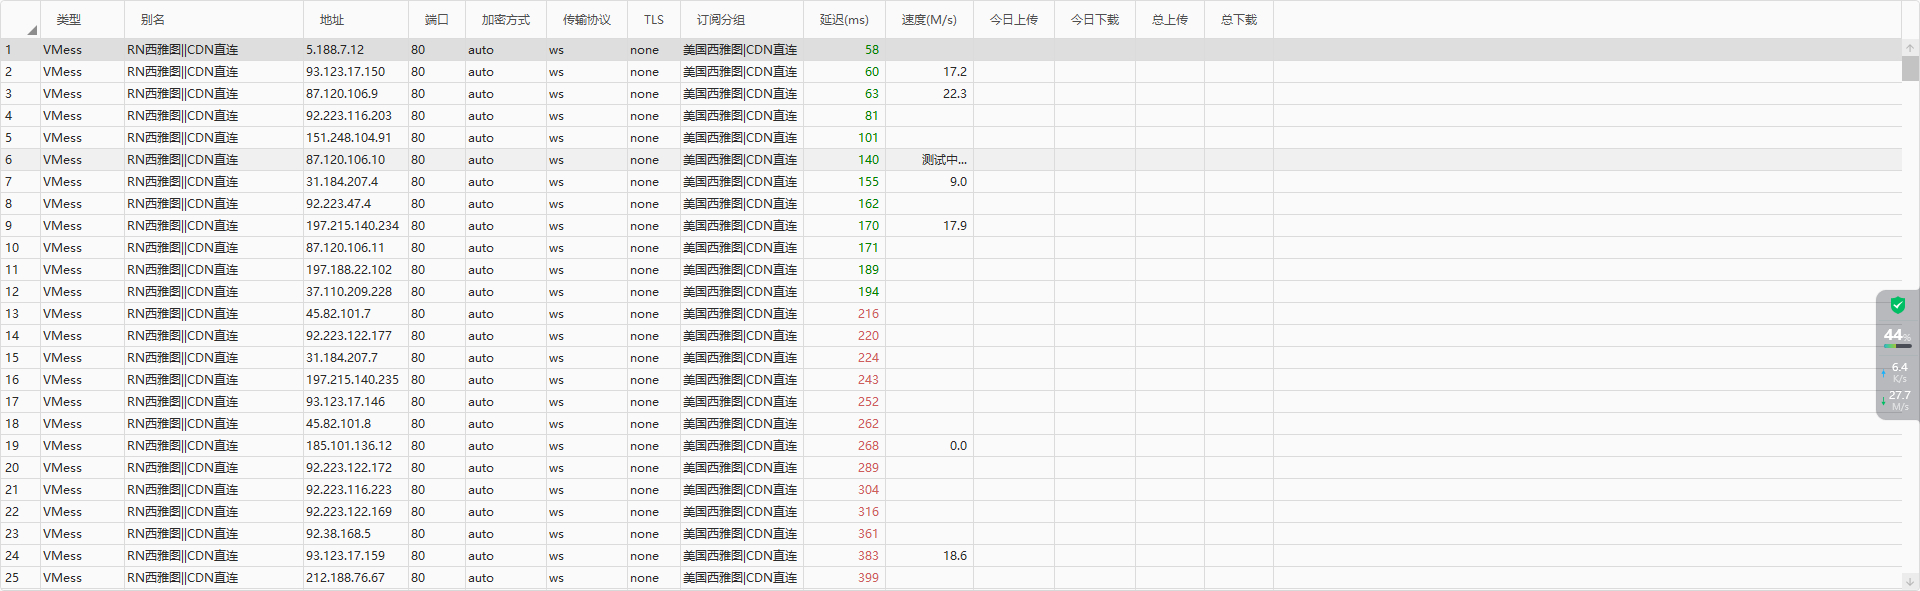 类型 别名 地址 端口 加密方式 传输协议 TLS 订阅分组 延迟(ms) 速度(M/s) 今日上传 今日下载 总上传 总下载
1 VMess RN西雅图||CDN直连 5.188.7.12 80 auto ws none 美国西雅图|CDN直连 58
2 VMess RN西雅图||CDN直连 93.123.17.150 80 auto ws none 美国西雅图|CDN直连 60 17.2
3 VMess RN西雅图||CDN直连 87.120.106.9 80 auto ws none 美国西雅图|CDN直连 63 22.3
4 VMess RN西雅图||CDN直连 92.223.116.203 80 auto ws none 美国西雅图|CDN直连 81
5 VMess RN西雅图||CDN直连 151.248.104.91 80 auto ws none 美国西雅图|CDN直连 101
6 VMess RN西雅图||CDN直连 87.120.106.10 80 auto ws none 美国西雅图|CDN直连 140 测试中...
7 VMess RN西雅图||CDN直连 31.184.207.4 80 auto ws none 美国西雅图|CDN直连 155 9.0
8 VMess RN西雅图||CDN直连 92.223.47.4 80 auto ws none 美国西雅图|CDN直连 162
9 VMess RN西雅图||CDN直连 197.215.140.234 80 auto ws none 美国西雅图|CDN直连 170 17.9
10 VMess RN西雅图||CDN直连 87.120.106.11 80 auto ws none 美国西雅图|CDN直连 171
11 VMess RN西雅图||CDN直连 197.188.22.102 80 auto ws none 美国西雅图|CDN直连 189
12 VMess RN西雅图||CDN直连 37.110.209.228 80 auto ws none 美国西雅图|CDN直连 194
13 VMess RN西雅图||CDN直连 45.82.101.7 80 auto ws none 美国西雅图|CDN直连 216
14 VMess RN西雅图||CDN直连 92.223.122.177 80 auto ws none 美国西雅图|CDN直连 220
15 VMess RN西雅图||CDN直连 31.184.207.7 80 auto ws none 美国西雅图|CDN直连 224
16 VMess RN西雅图||CDN直连 197.215.140.235 80 auto ws none 美国西雅图|CDN直连 243
17 VMess RN西雅图||CDN直连 93.123.17.146 80 auto ws none 美国西雅图|CDN直连 252
18 VMess RN西雅图||CDN直连 45.82.101.8 80 auto ws none 美国西雅图|CDN直连 262
19 VMess RN西雅图||CDN直连 185.101.136.12 80 auto ws none 美国西雅图|CDN直连 268 0.0
20 VMess RN西雅图||CDN直连 92.223.122.172 80 auto ws none 美国西雅图|CDN直连 289
21 VMess RN西雅图||CDN直连 92.223.116.223 80 auto ws none 美国西雅图|CDN直连 304
22 VMess RN西雅图||CDN直连 92.223.122.169 80 auto ws none 美国西雅图|CDN直连 316
23 VMess RN西雅图||CDN直连 92.38.168.5 80 auto ws none 美国西雅图|CDN直连 361
24 VMess RN西雅图||CDN直连 93.123.17.159 80 auto ws none 美国西雅图|CDN直连 383 18.6
25 VMess RN西雅图||CDN直连 212.188.76.67 80 auto ws none 美国西雅图|CDN直连 399
44%
6.4
K/s
27.7
M/s